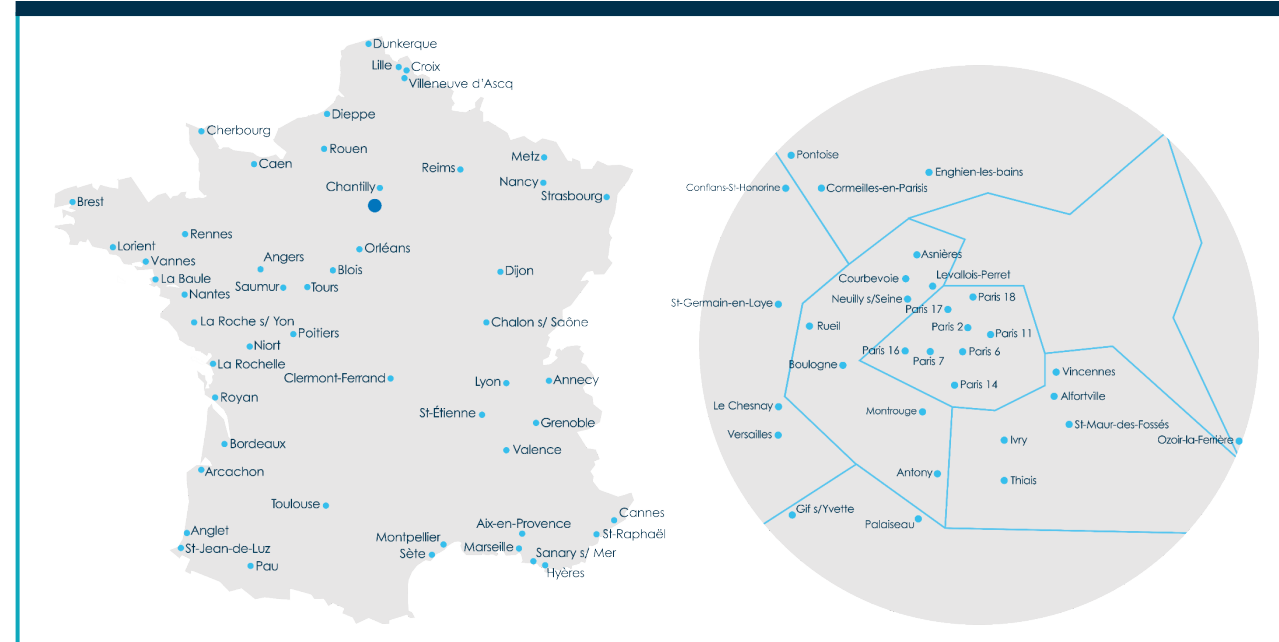 Dunkerque
Lille
Croix
Villeneuve d'Ascq
Dieppe
Cherbourg
Rouen
Caen
Reims
Metz
Chantilly
Nancy
Strasbourg
Brest
Rennes
Lorient
Orléans
Vannes
Angers
Blois
Dijon
La Baule
Saumur
Tours
Nantes
La Roche s/ Yon
Chalon s/ Saône
Poitiers
Niort
La Rochelle
Clermont-Ferrand
Lyon
Annecy
Royan
St-Étienne
Grenoble
Bordeaux
Valence
Arcachon
Toulouse
Cannes
Aix-en-Provence
Anglet
St-Raphaël
Montpellier
St-Jean-de-Luz
Marseille
Sète
Sanary s/ Mer
Pau
Hyères
Pontoise
Enghien-les-bains
Conflans-St-Honorine
Cormeilles-en-Parisis
Asnières
Courbevoie
Levallois-Perret
St-Germain-en-Laye
Neuilly s/Seine
Paris 18
Paris 17
Rueil
Paris 2
Paris 11
Paris 16
Paris 7
Paris 6
Boulogne
Vincennes
Paris 14
Alfortville
Le Chesnay
Montrouge
St-Maur-des-Fossés
Versailles
Ivry
Ozoir-la-Ferrière
Antony
Thiais
Gif s/Yvette
Palaiseau